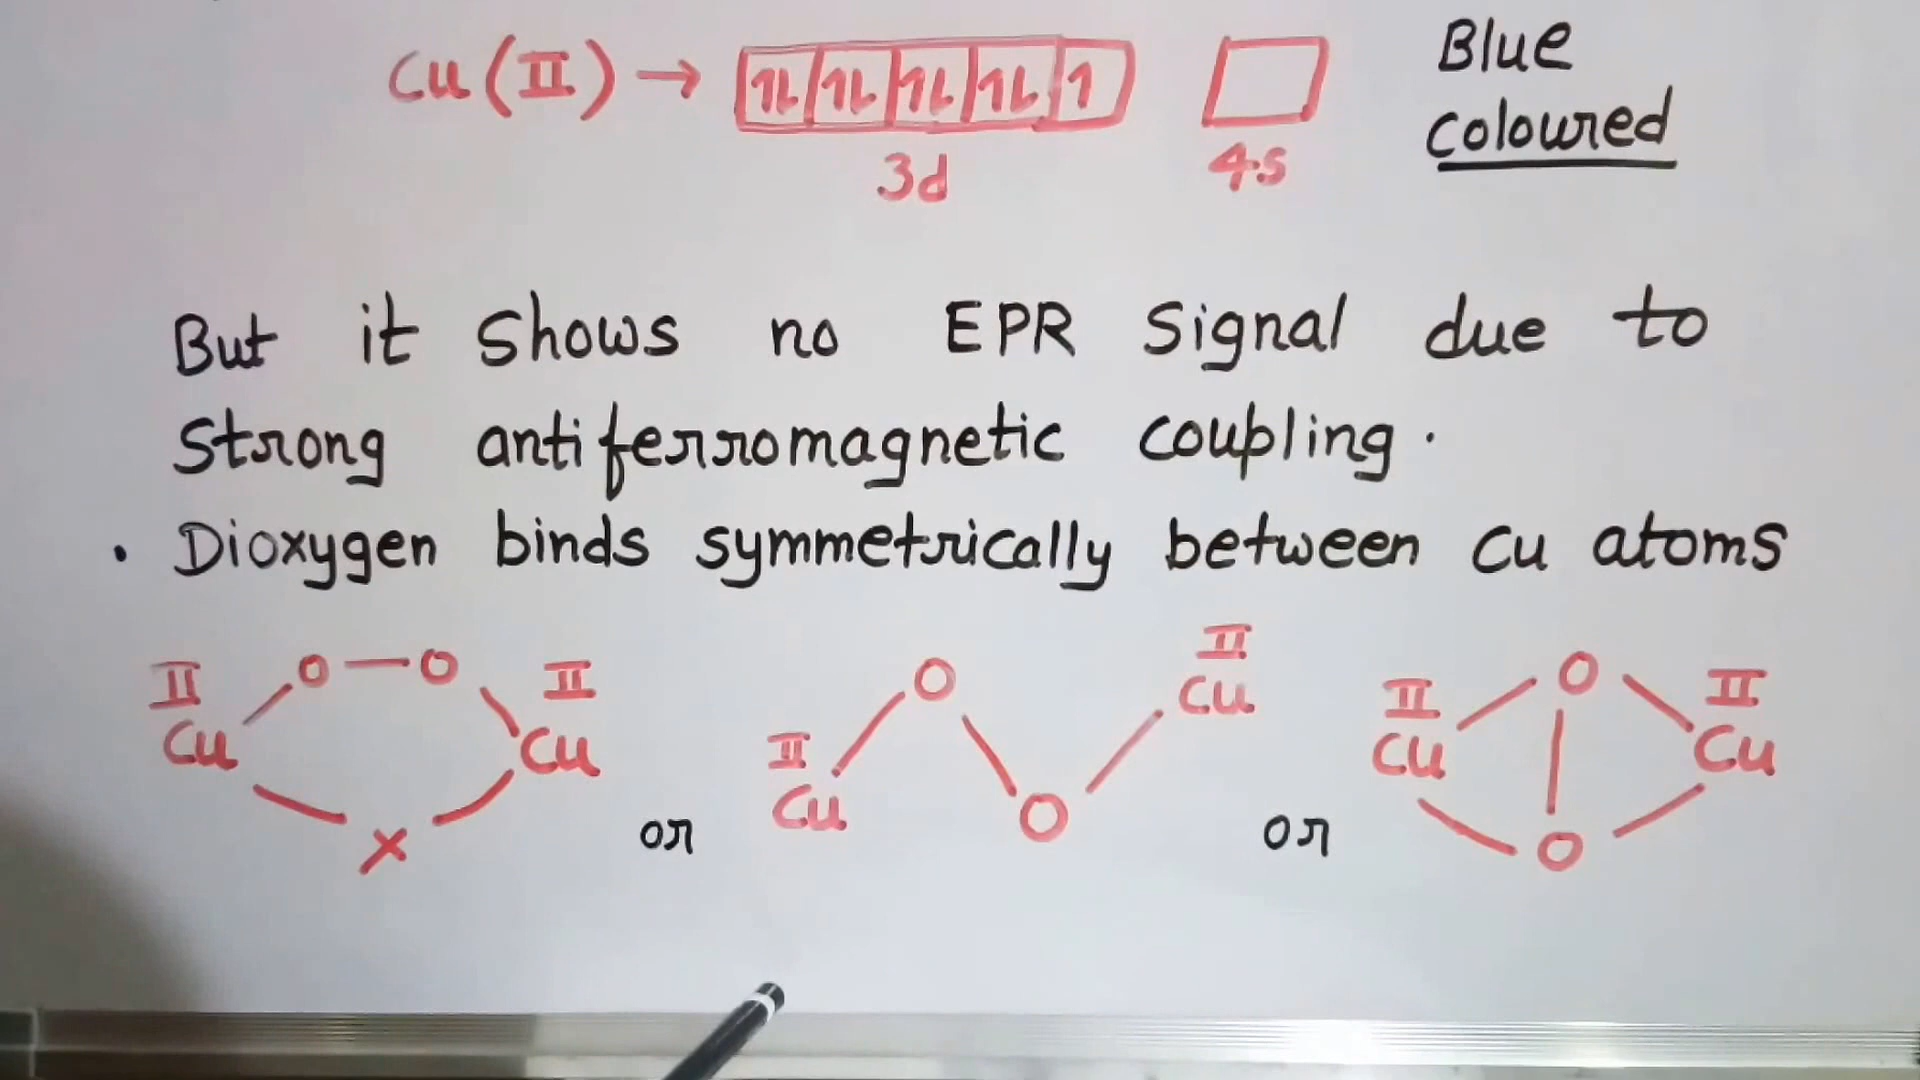 Cu(II) → 1L 1L 1L 1L 1
3d
4s
Blue
coloured
But it shows no EPR signal due to
strong antiferromagnetic coupling.
• Dioxygen binds symmetrically between Cu atoms
II Cu O — O II Cu X
or
II Cu O O II Cu
or
II Cu O O II Cu